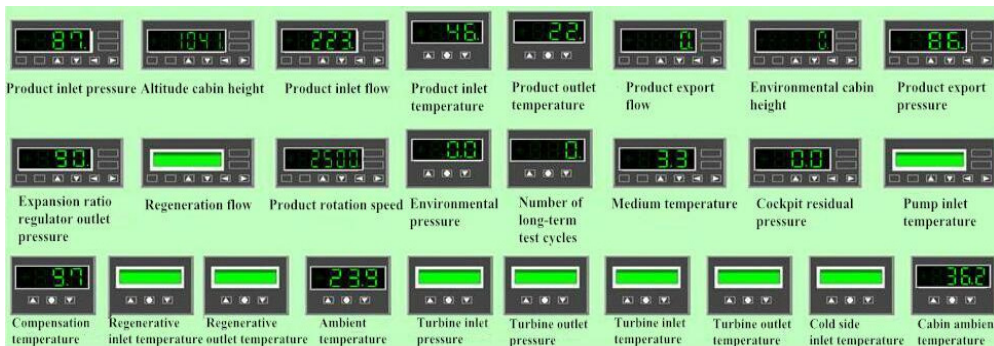 87. 1041. 223. 46. 22. 0. 0. 86.
Product inlet pressure Altitude cabin height Product inlet flow Product inlet Product outlet Product export Environmental cabin Product export
temperature temperature flow height pressure
90. 2500. 0.0 0. 3.3 0.0
Expansion ratio Regeneration flow Product rotation speed Environmental Number of Medium temperature Cockpit residual Pump inlet
regulator outlet pressure long-term pressure temperature
pressure test cycles
9.7 23.9 36.2
Compensation Regenerative Regenerative Ambient Turbine inlet Turbine outlet Turbine inlet Turbine outlet Cold side Cabin ambien
temperature inlet temperature outlet temperature temperature pressure pressure temperature temperature inlet temperature temperature